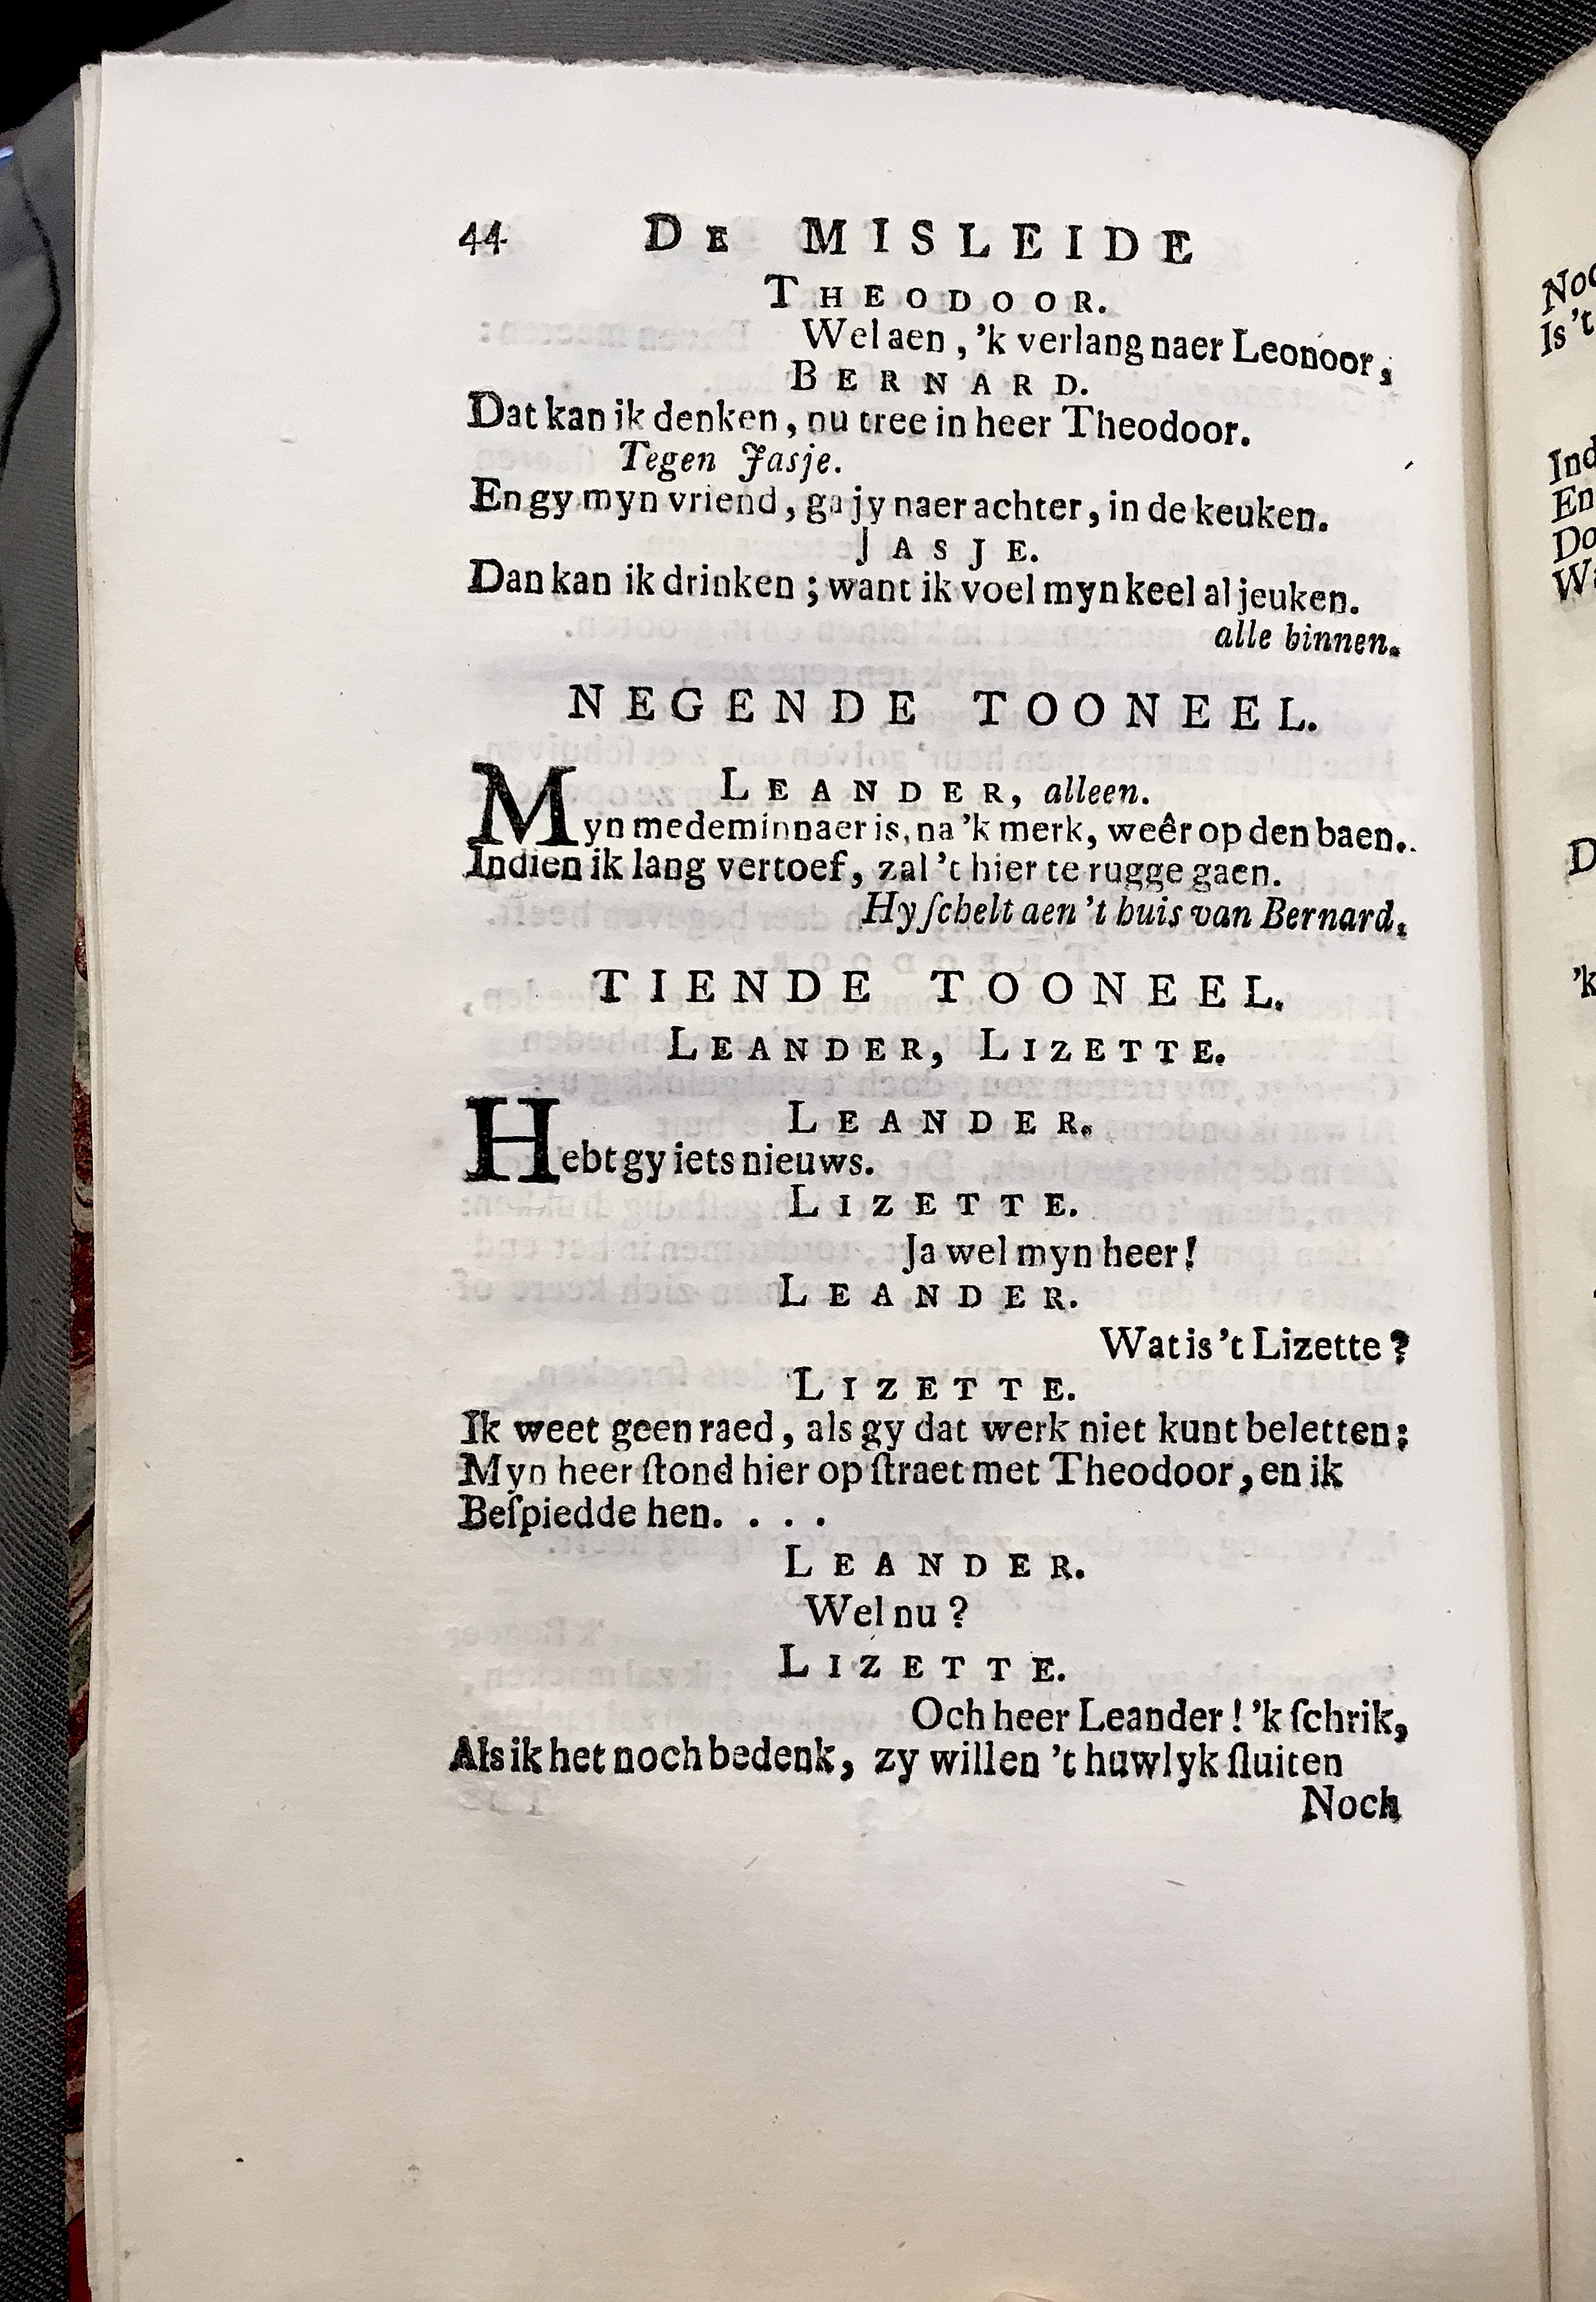 44 DE MISLEIDE
THEODOOR.
Wel aen, 'k verlang naer Leonoor,
BERNARD.
Dat kan ik denken, nu tree in heer Theodoor.
Tegen Jasje.
En gy myn vriend, ga jy naer achter, in de keuken.
JASJE.
Dan kan ik drinken; want ik voel myn keel al jeuken.
alle binnen.
NEGENDE TOONEEL.
LEANDER, alleen.
Myn medeminnaer is, na 'k merk, weêr op den baen.
Indien ik lang vertoef, zal 't hier te rugge gaen.
Hy ſchelt aen 't huis van Bernard.
TIENDE TOONEEL.
LEANDER, LIZETTE.
LEANDER.
Hebt gy iets nieuws.
LIZETTE.
Ja wel myn heer!
LEANDER.
Wat is 't Lizette?
LIZETTE.
Ik weet geen raed, als gy dat werk niet kunt beletten;
Myn heer ſtond hier op ſtraet met Theodoor, en ik
Beſpiedde hen. . . .
LEANDER.
Wel nu?
LIZETTE.
Och heer Leander! 'k ſchrik,
Als ik het noch bedenk, zy willen 't huwlyk ſluiten
Noch
Noc
Is 't
Ind
En
Do
Wa
D
'k